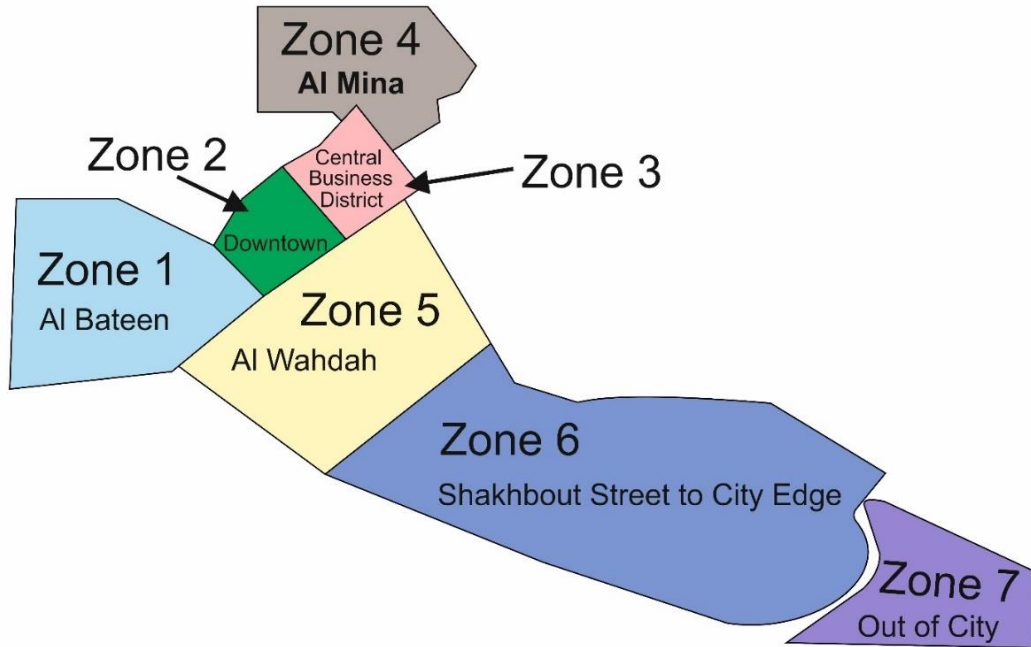 Zone 4
Al Mina
Zone 2
Central
Business
District
Zone 3
Downtown
Zone 1
Al Bateen
Zone 5
Al Wahdah
Zone 6
Shakhbout Street to City Edge
Zone 7
Out of City